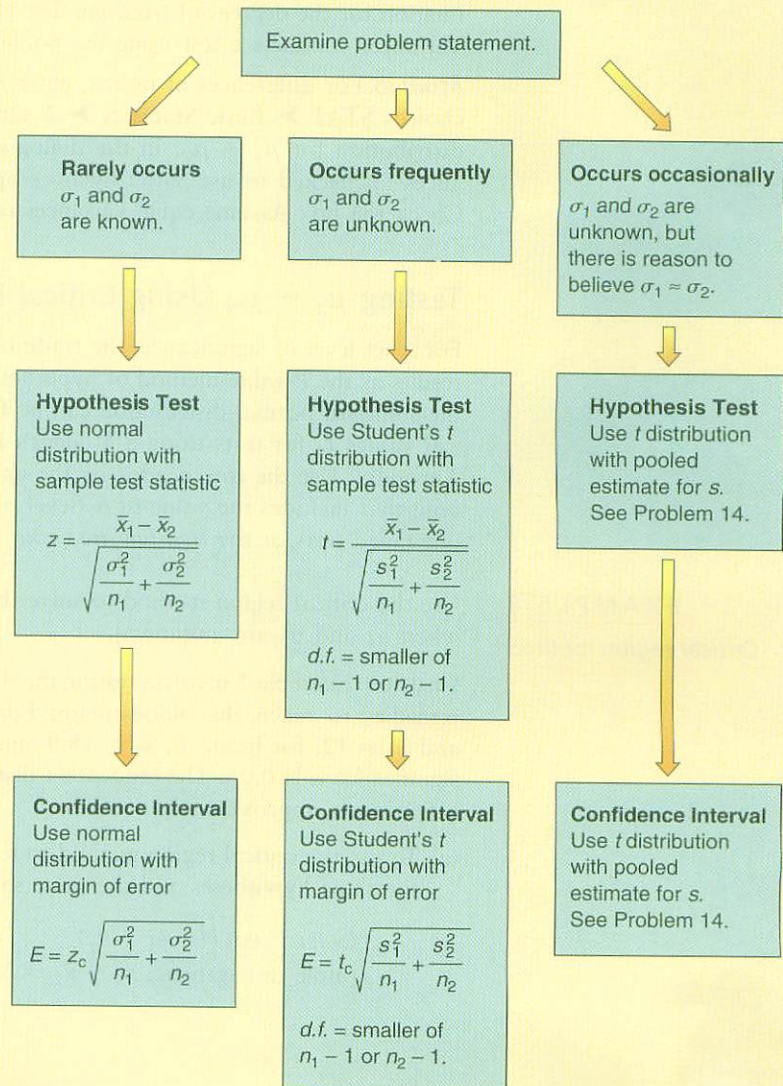 Examine problem statement.
Rarely occurs
σ₁ and σ₂
are known.
Occurs frequently
σ₁ and σ₂
are unknown.
Occurs occasionally
σ₁ and σ₂ are
unknown, but
there is reason to
believe σ₁ ≈ σ₂.
Hypothesis Test
Use normal
distribution with
sample test statistic
z = (x̄₁ − x̄₂) / √(σ₁²/n₁ + σ₂²/n₂)
Hypothesis Test
Use Student's t
distribution with
sample test statistic
t = (x̄₁ − x̄₂) / √(s₁²/n₁ + s₂²/n₂)
d.f. = smaller of
n₁ − 1 or n₂ − 1.
Hypothesis Test
Use t distribution
with pooled
estimate for s.
See Problem 14.
Confidence Interval
Use normal
distribution with
margin of error
E = z_c √(σ₁²/n₁ + σ₂²/n₂)
Confidence Interval
Use Student's t
distribution with
margin of error
E = t_c √(s₁²/n₁ + s₂²/n₂)
d.f. = smaller of
n₁ − 1 or n₂ − 1.
Confidence Interval
Use t distribution
with pooled
estimate for s.
See Problem 14.